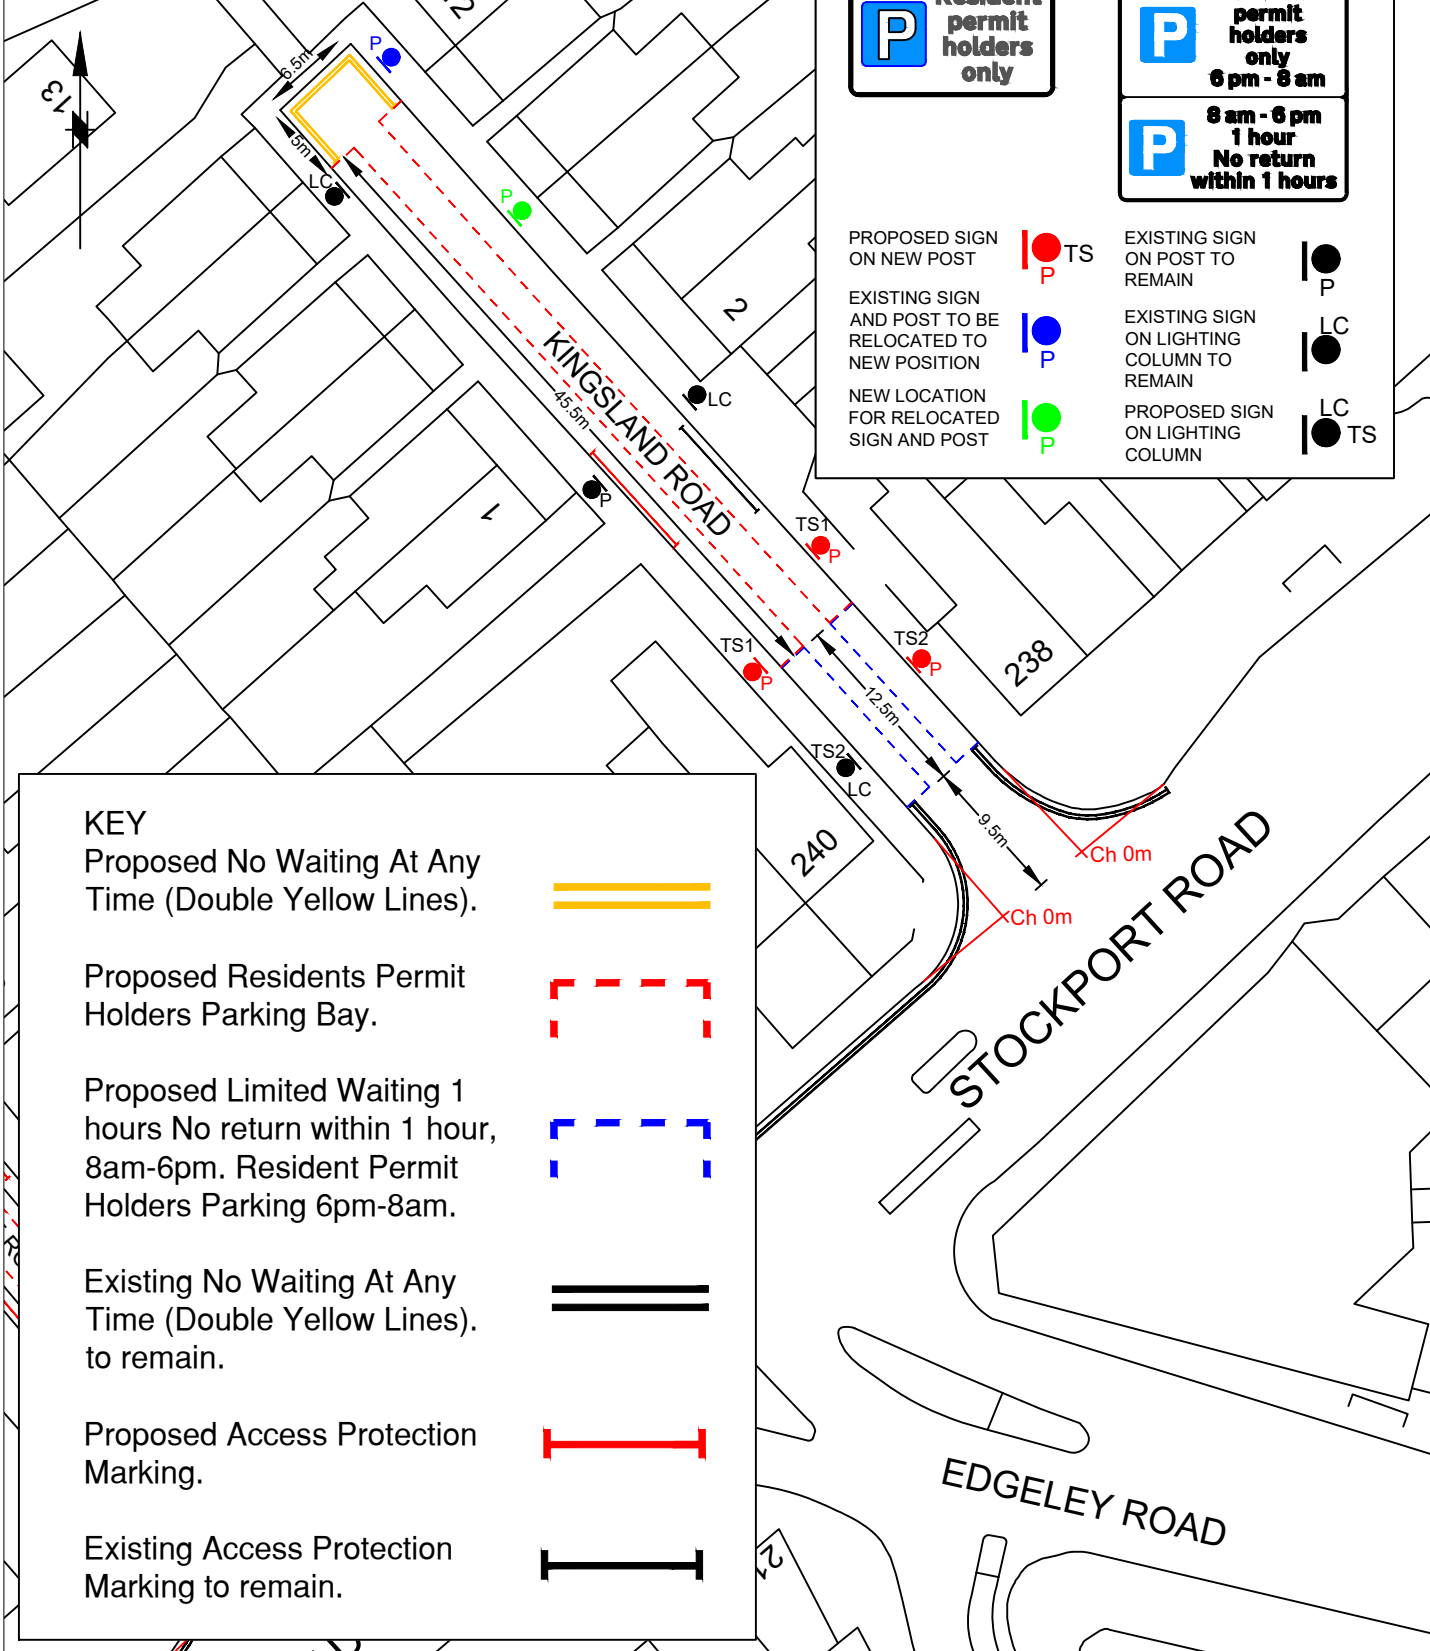 Resident
permit
holders
only
P
permit
holders
only
6 pm - 8 am
P
8 am - 6 pm
1 hour
No return
within 1 hours
P
PROPOSED SIGN
ON NEW POST
TS
P
EXISTING SIGN
AND POST TO BE
RELOCATED TO
NEW POSITION
P
NEW LOCATION
FOR RELOCATED
SIGN AND POST
P
EXISTING SIGN
ON POST TO
REMAIN
P
EXISTING SIGN
ON LIGHTING
COLUMN TO
REMAIN
LC
PROPOSED SIGN
ON LIGHTING
COLUMN
LC
TS
13
6.5m
P
5m
LC
P
2
KINGSLAND ROAD
45.5m
LC
P
1
TS1
P
TS1
P
TS2
P
238
12.5m
TS2
LC
240
9.5m
Ch 0m
Ch 0m
STOCKPORT ROAD
EDGELEY ROAD
21
KEY
Proposed No Waiting At Any
Time (Double Yellow Lines).
Proposed Residents Permit
Holders Parking Bay.
Proposed Limited Waiting 1
hours No return within 1 hour,
8am-6pm. Resident Permit
Holders Parking 6pm-8am.
Existing No Waiting At Any
Time (Double Yellow Lines).
to remain.
Proposed Access Protection
Marking.
Existing Access Protection
Marking to remain.